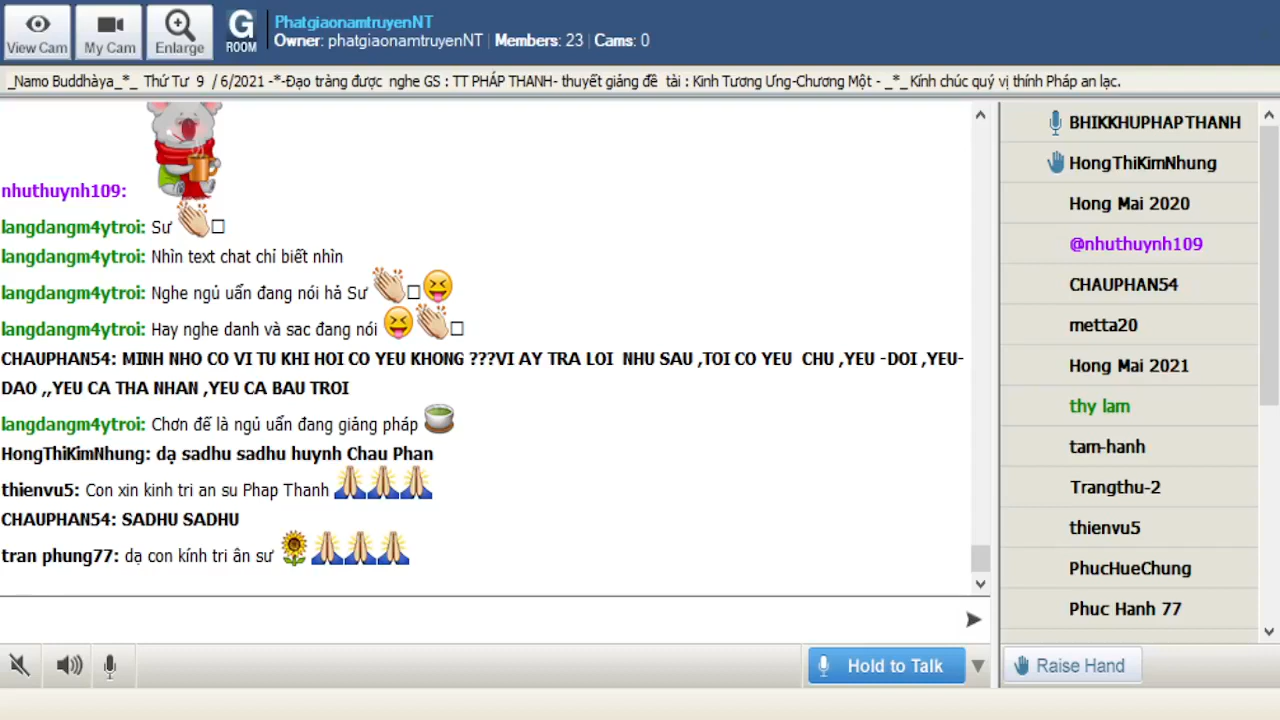 View Cam
My Cam
Enlarge
G
ROOM
PhatgiaonamtruyenNT
Owner: phatgiaonamtruyenNT | Members: 23 | Cams: 0
_Namo Buddhàya_*_ Thứ Tư 9 / 6/2021 -*-Đạo tràng được nghe GS : TT PHÁP THANH- thuyết giảng đề tài : Kinh Tương Ưng-Chương Một - _*_Kính chúc quý vị thính Pháp an lạc.
nhuthuynh109:
langdangm4ytroi: Sư
langdangm4ytroi: Nhìn text chat chỉ biết nhìn
langdangm4ytroi: Nghe ngủ uẩn đang nói hả Sư
langdangm4ytroi: Hay nghe danh và sac đang nói
CHAUPHAN54: MINH NHO CO VI TU KHI HOI CO YEU KHONG ???VI AY TRA LOI NHU SAU ,TOI CO YEU CHU ,YEU -DOI ,YEU-
DAO ,,YEU CA THA NHAN ,YEU CA BAU TROI
langdangm4ytroi: Chơn đế là ngủ uẩn đang giảng pháp
HongThiKimNhung: dạ sadhu sadhu huynh Chau Phan
thienvu5: Con xin kinh tri an su Phap Thanh
CHAUPHAN54: SADHU SADHU
tran phung77: dạ con kính tri ân sư
BHIKKHUPHAPTHANH
HongThiKimNhung
Hong Mai 2020
@nhuthuynh109
CHAUPHAN54
metta20
Hong Mai 2021
thy lam
tam-hanh
Trangthu-2
thienvu5
PhucHueChung
Phuc Hanh 77
Hold to Talk
Raise Hand